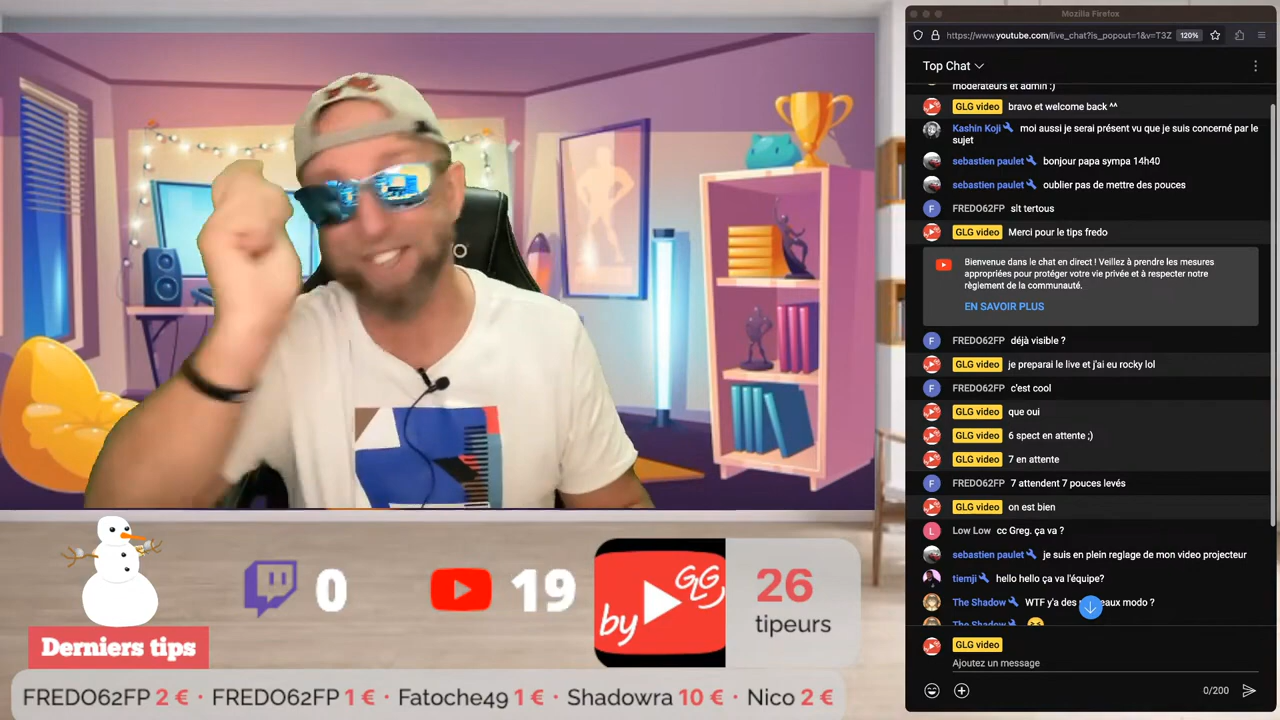 Mozilla Firefox
https://www.youtube.com/live_chat?is_popout=1&v=T3Z
120%
Top Chat
modérateurs et admin :)
GLG video bravo et welcome back ^^
Kashin Koji moi aussi je serai présent vu que je suis concerné par le
sujet
sebastien paulet bonjour papa sympa 14h40
sebastien paulet oublier pas de mettre des pouces
FREDO62FP slt tertous
GLG video Merci pour le tips fredo
Bienvenue dans le chat en direct ! Veillez à prendre les mesures
appropriées pour protéger votre vie privée et à respecter notre
règlement de la communauté.
EN SAVOIR PLUS
FREDO62FP déjà visible ?
GLG video je preparai le live et j'ai eu rocky lol
FREDO62FP c'est cool
GLG video que oui
GLG video 6 spect en attente ;)
GLG video 7 en attente
FREDO62FP 7 attendent 7 pouces levés
GLG video on est bien
Low Low cc Greg. ça va ?
sebastien paulet je suis en plein reglage de mon video projecteur
tiemji hello hello ça va l'équipe?
The Shadow WTF y'a des modo ?
The Shadow
GLG video
Ajoutez un message
0/200
0
19
by GLG
26
tipeurs
Derniers tips
FREDO62FP 2 € · FREDO62FP 1 € · Fatoche49 1 € · Shadowra 10 € · Nico 2 €